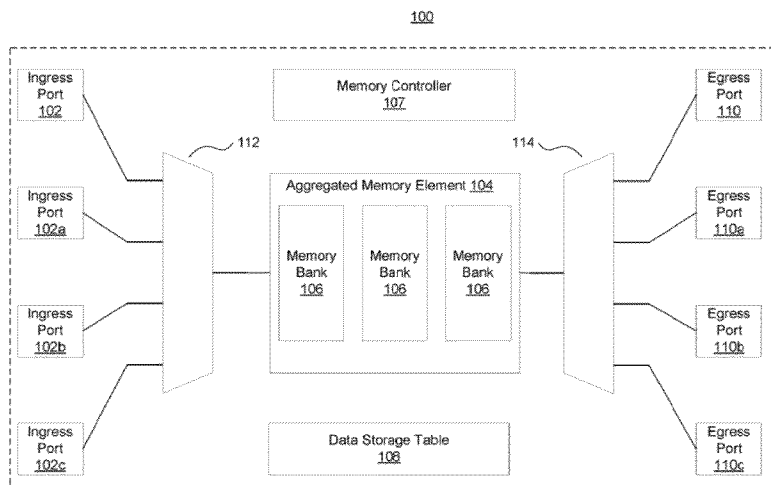 100
Ingress
Port
102
Memory Controller
107
Egress
Port
110
112
114
Aggregated Memory Element 104
Ingress
Port
102a
Memory
Bank
106
Memory
Bank
106
Memory
Bank
106
Egress
Port
110a
Ingress
Port
102b
Egress
Port
110b
Ingress
Port
102c
Data Storage Table
108
Egress
Port
110c